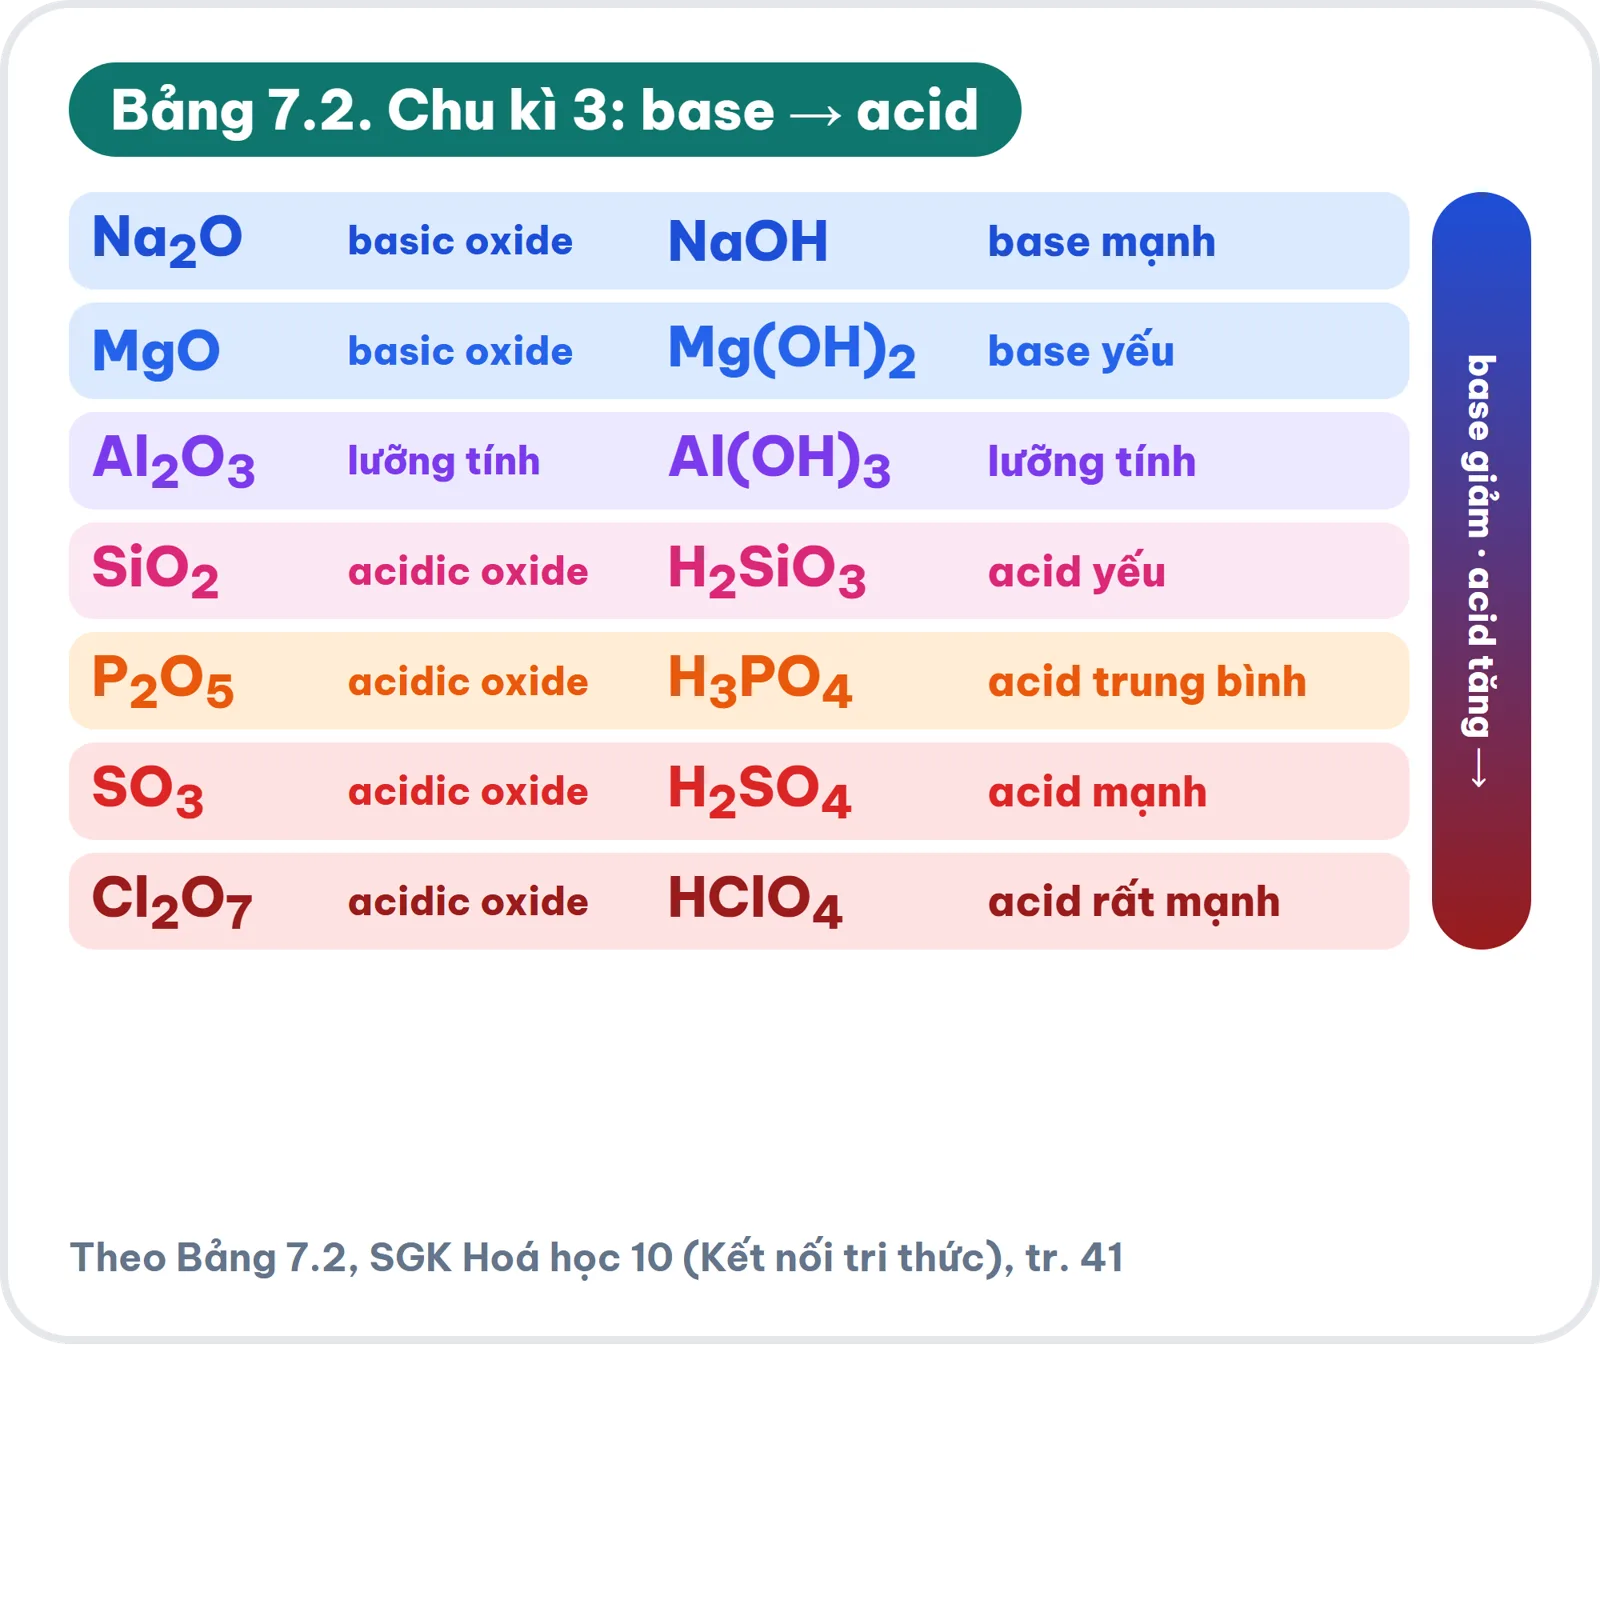 Bảng 7.2. Chu kì 3: base → acid
Na₂O basic oxide NaOH base mạnh
MgO basic oxide Mg(OH)₂ base yếu
Al₂O₃ lưỡng tính Al(OH)₃ lưỡng tính
SiO₂ acidic oxide H₂SiO₃ acid yếu
P₂O₅ acidic oxide H₃PO₄ acid trung bình
SO₃ acidic oxide H₂SO₄ acid mạnh
Cl₂O₇ acidic oxide HClO₄ acid rất mạnh
base giảm · acid tăng →
Theo Bảng 7.2, SGK Hoá học 10 (Kết nối tri thức), tr. 41